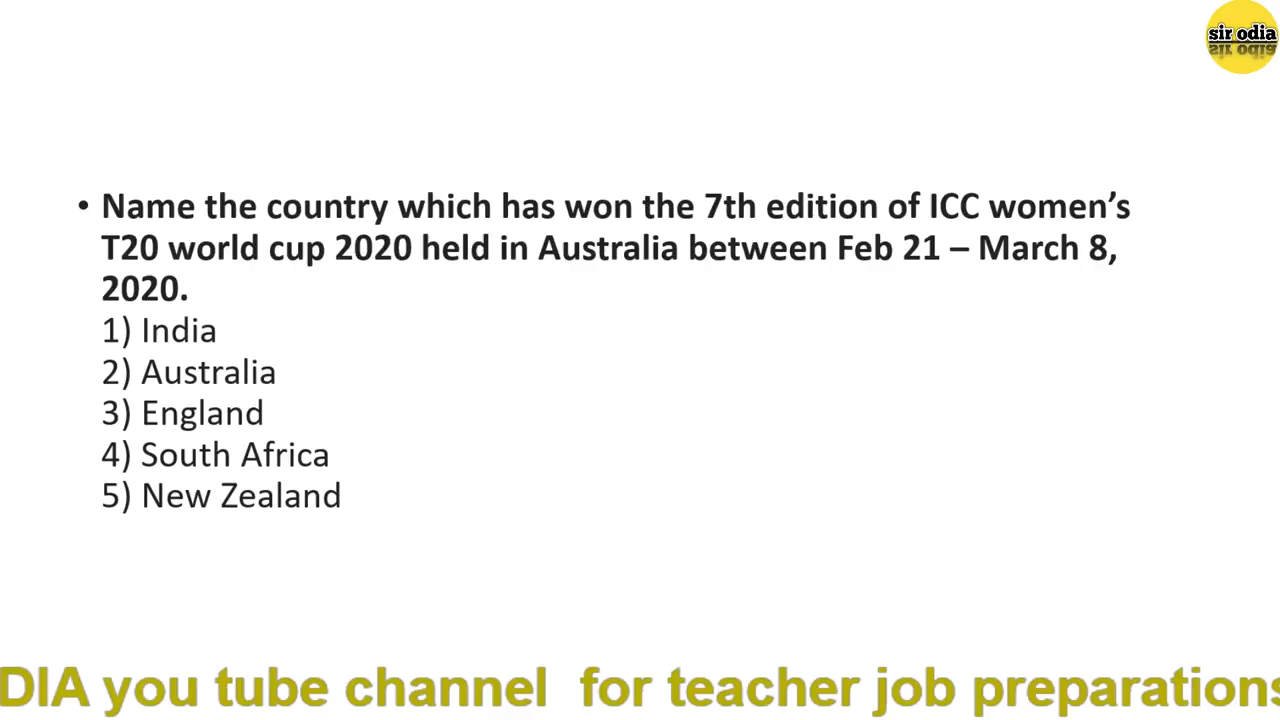 sir odia
• Name the country which has won the 7th edition of ICC women’s
T20 world cup 2020 held in Australia between Feb 21 – March 8,
2020.
1) India
2) Australia
3) England
4) South Africa
5) New Zealand
DIA you tube channel for teacher job preparations